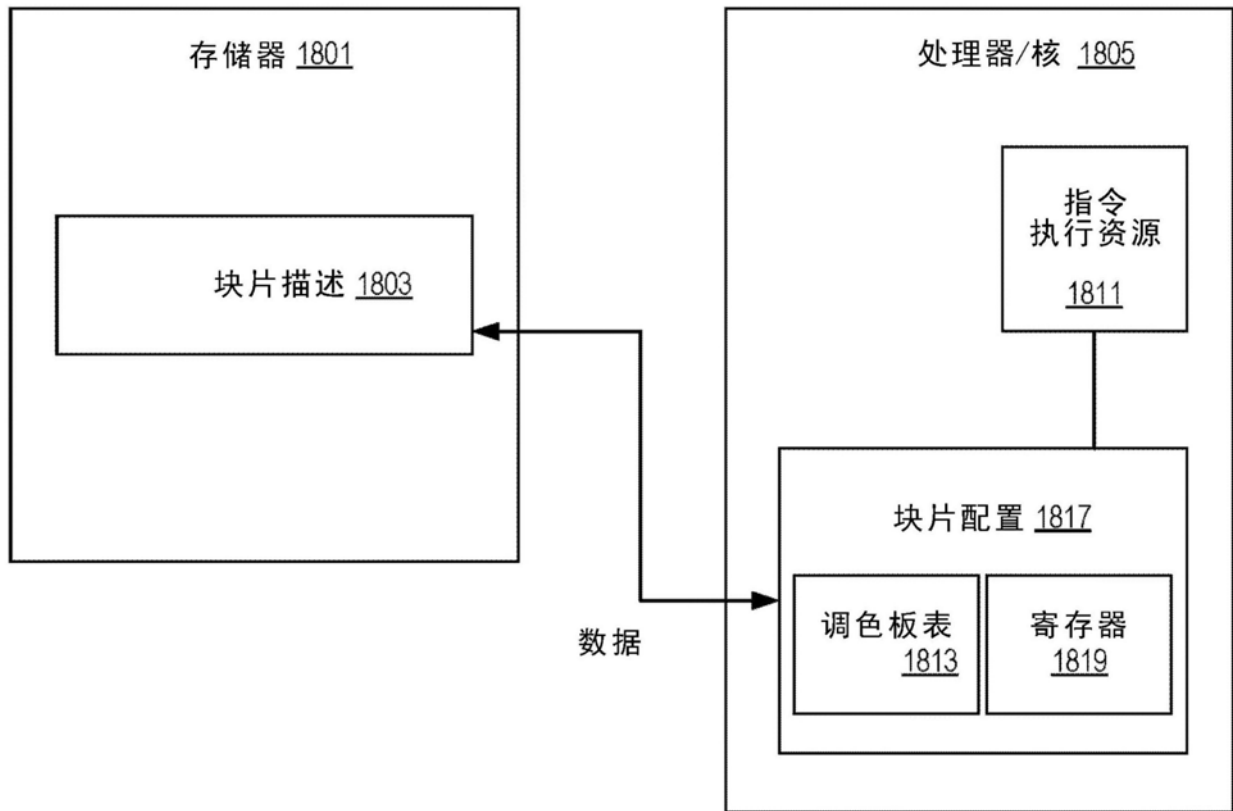 存储器 1801
块片描述 1803
数据
处理器/核 1805
指令
执行资源
1811
块片配置 1817
调色板表
1813
寄存器
1819